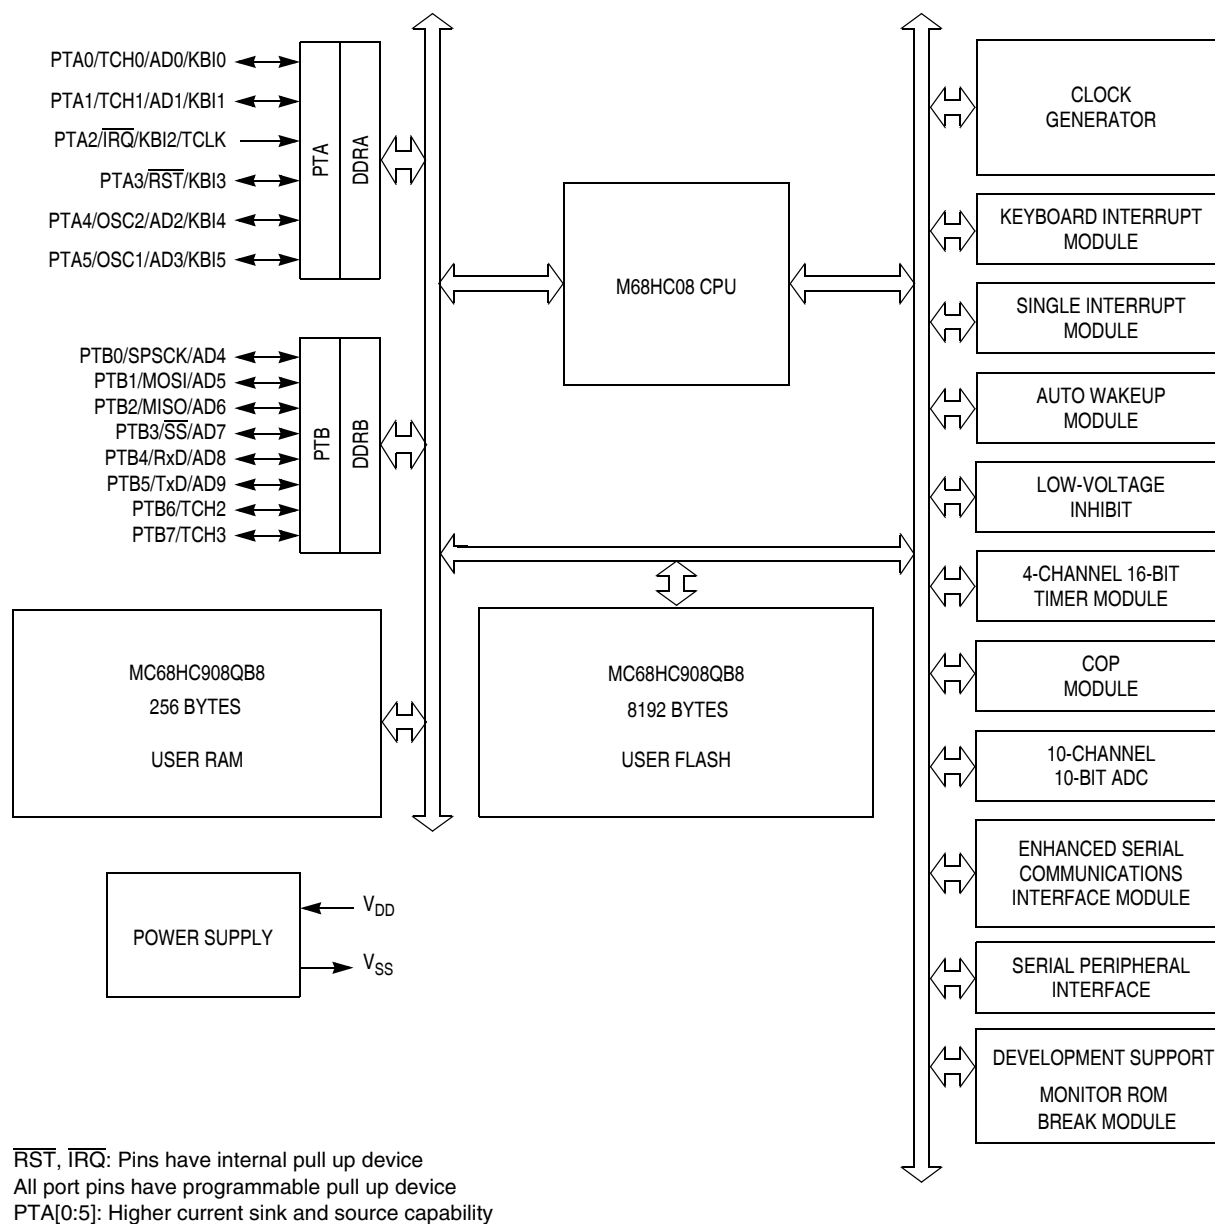 PTA0/TCH0/AD0/KBI0
PTA1/TCH1/AD1/KBI1
PTA2/I̅R̅Q̅/KBI2/TCLK
PTA3/R̅S̅T̅/KBI3
PTA4/OSC2/AD2/KBI4
PTA5/OSC1/AD3/KBI5
PTA
DDRA
PTB0/SPSCK/AD4
PTB1/MOSI/AD5
PTB2/MISO/AD6
PTB3/S̅S̅/AD7
PTB4/RxD/AD8
PTB5/TxD/AD9
PTB6/TCH2
PTB7/TCH3
PTB
DDRB
M68HC08 CPU
MC68HC908QB8
256 BYTES
USER RAM
MC68HC908QB8
8192 BYTES
USER FLASH
POWER SUPPLY
VDD
VSS
CLOCK
GENERATOR
KEYBOARD INTERRUPT
MODULE
SINGLE INTERRUPT
MODULE
AUTO WAKEUP
MODULE
LOW-VOLTAGE
INHIBIT
4-CHANNEL 16-BIT
TIMER MODULE
COP
MODULE
10-CHANNEL
10-BIT ADC
ENHANCED SERIAL
COMMUNICATIONS
INTERFACE MODULE
SERIAL PERIPHERAL
INTERFACE
DEVELOPMENT SUPPORT
MONITOR ROM
BREAK MODULE
R̅S̅T̅, I̅R̅Q̅: Pins have internal pull up device
All port pins have programmable pull up device
PTA[0:5]: Higher current sink and source capability